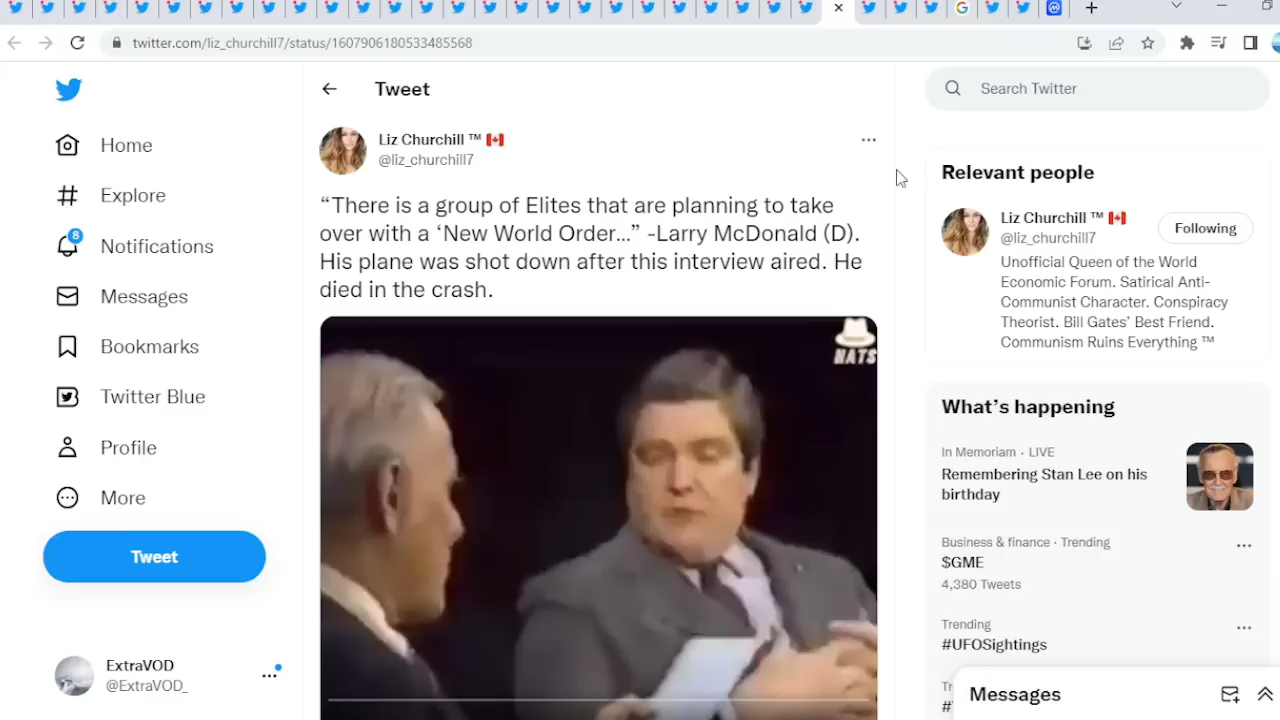 twitter.com/liz_churchill7/status/1607906180533485568
Home
Explore
8
Notifications
Messages
Bookmarks
Twitter Blue
Profile
More
Tweet
ExtraVOD
@ExtraVOD_
Tweet
Liz Churchill ™
@liz_churchill7
“There is a group of Elites that are planning to take
over with a ‘New World Order...” -Larry McDonald (D).
His plane was shot down after this interview aired. He
died in the crash.
HATS
Search Twitter
Relevant people
Liz Churchill ™
@liz_churchill7
Following
Unofficial Queen of the World
Economic Forum. Satirical Anti-
Communist Character. Conspiracy
Theorist. Bill Gates’ Best Friend.
Communism Ruins Everything ™
What’s happening
In Memoriam · LIVE
Remembering Stan Lee on his
birthday
Business & finance · Trending
$GME
4,380 Tweets
Trending
#UFOSightings
Messages